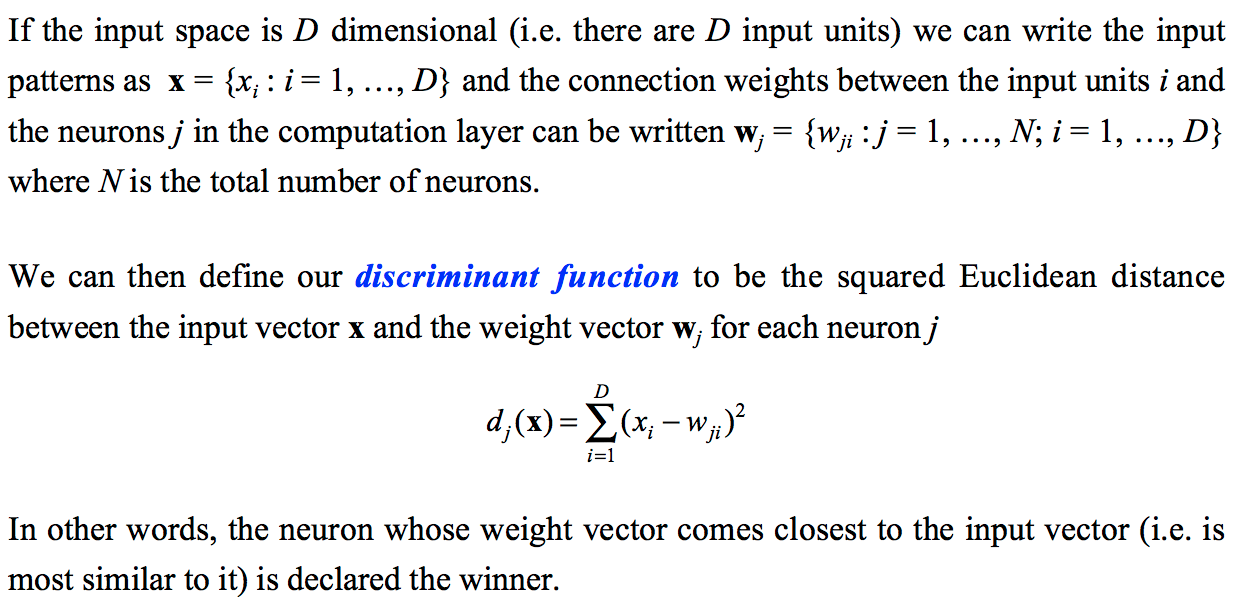 If the input space is D dimensional (i.e. there are D input units) we can write the input
patterns as x = {xᵢ : i = 1, …, D} and the connection weights between the input units i and
the neurons j in the computation layer can be written wⱼ = {wⱼᵢ : j = 1, …, N; i = 1, …, D}
where N is the total number of neurons.
We can then define our discriminant function to be the squared Euclidean distance
between the input vector x and the weight vector wⱼ for each neuron j
dⱼ(x) = ∑ᵢ₌₁ᴰ (xᵢ − wⱼᵢ)²
In other words, the neuron whose weight vector comes closest to the input vector (i.e. is
most similar to it) is declared the winner.